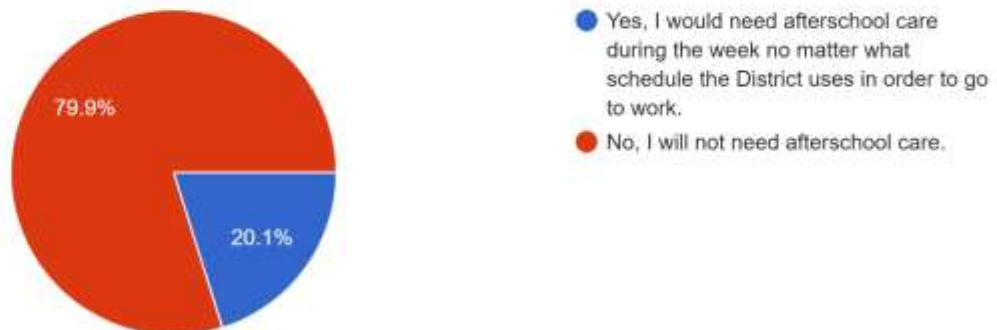 Yes, I would need afterschool care
during the week no matter what
schedule the District uses in order to go
to work.
No, I will not need afterschool care.
79.9%
20.1%